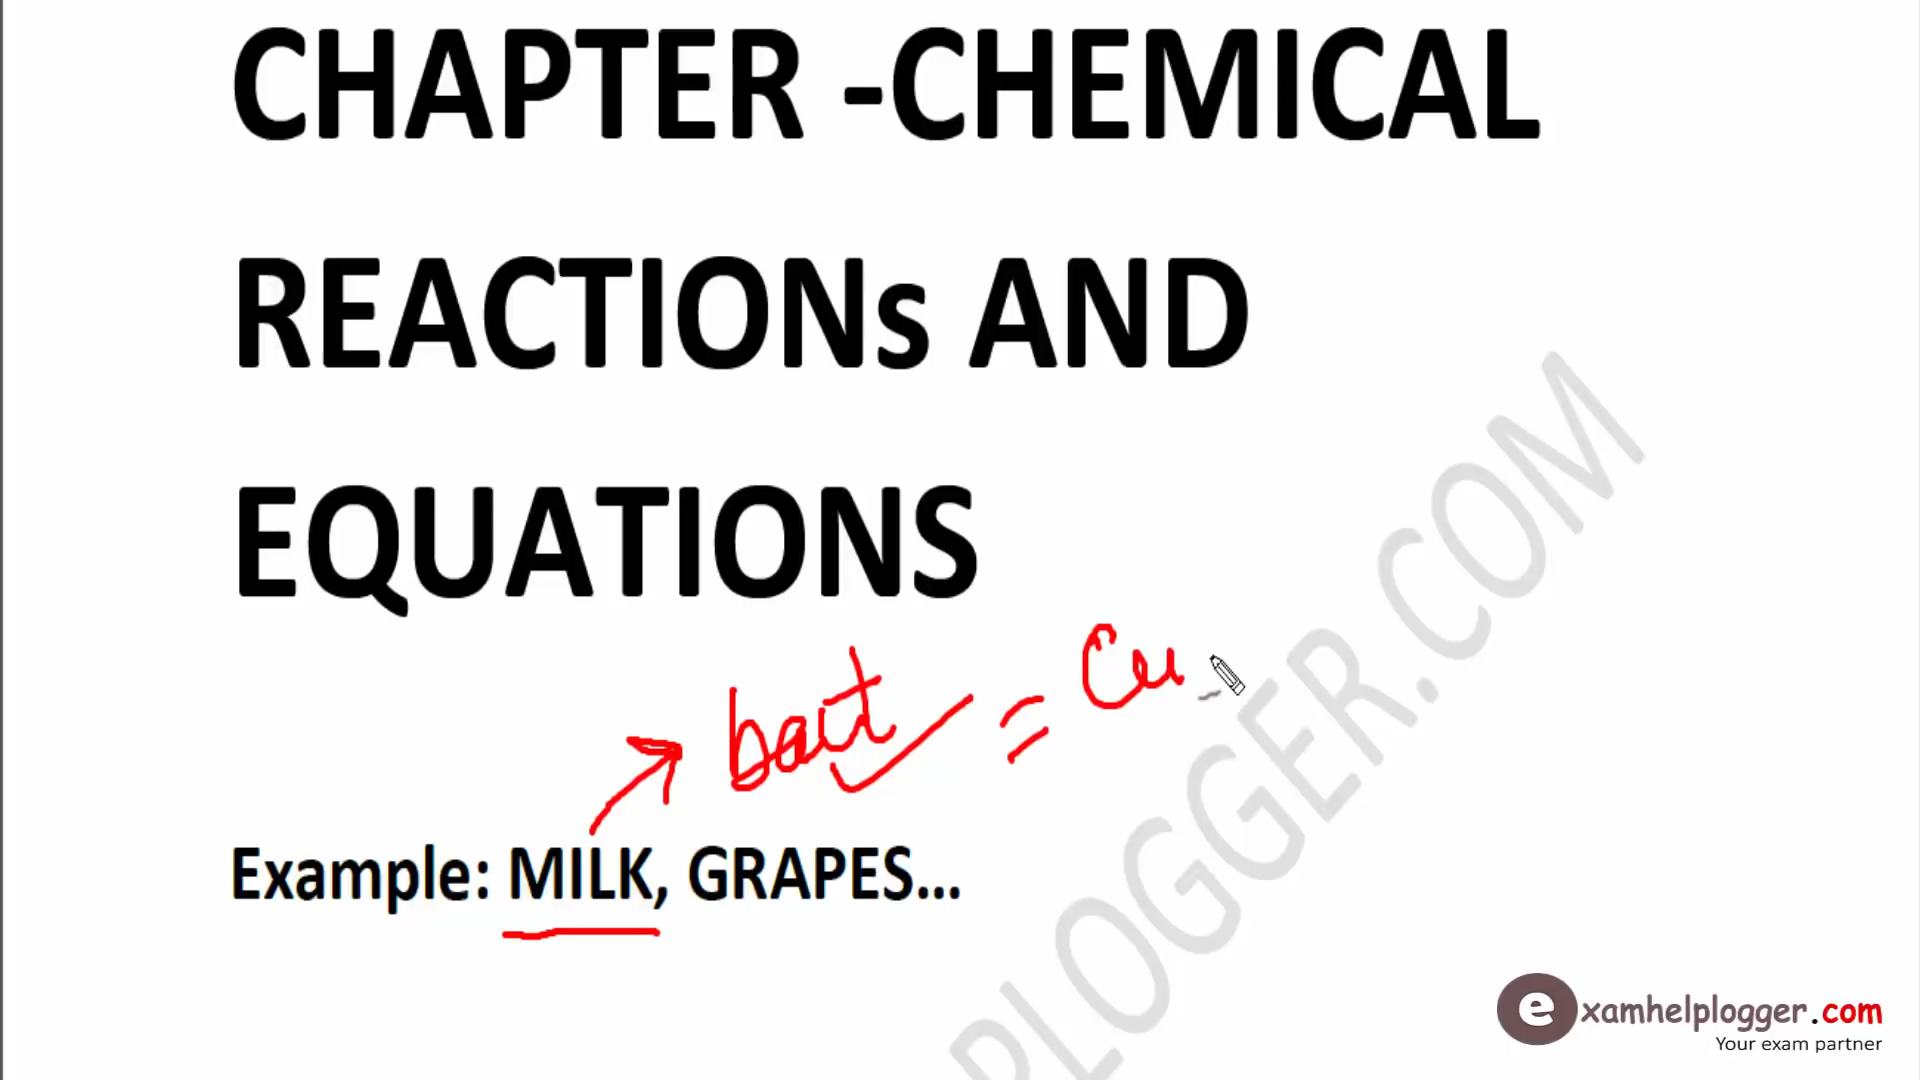 CHAPTER -CHEMICAL
REACTIONs AND
EQUATIONS
bact = Cu
Example: MILK, GRAPES...
PLOGGER.COM
examhelplogger.com
Your exam partner